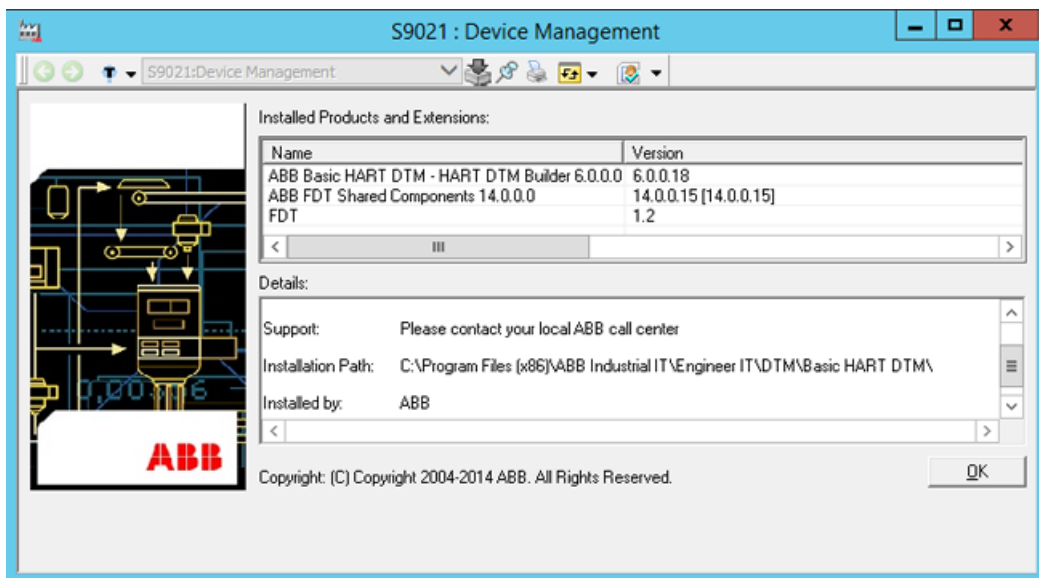 S9021 : Device Management
S9021:Device Management
Installed Products and Extensions:
Name Version
ABB Basic HART DTM - HART DTM Builder 6.0.0.0 6.0.0.18
ABB FDT Shared Components 14.0.0.0 14.0.0.15 [14.0.0.15]
FDT 1.2
Details:
Support: Please contact your local ABB call center
Installation Path: C:\Program Files (x86)\ABB Industrial IT\Engineer IT\DTM\Basic HART DTM\
Installed by: ABB
ABB
Copyright: (C) Copyright 2004-2014 ABB. All Rights Reserved.
OK